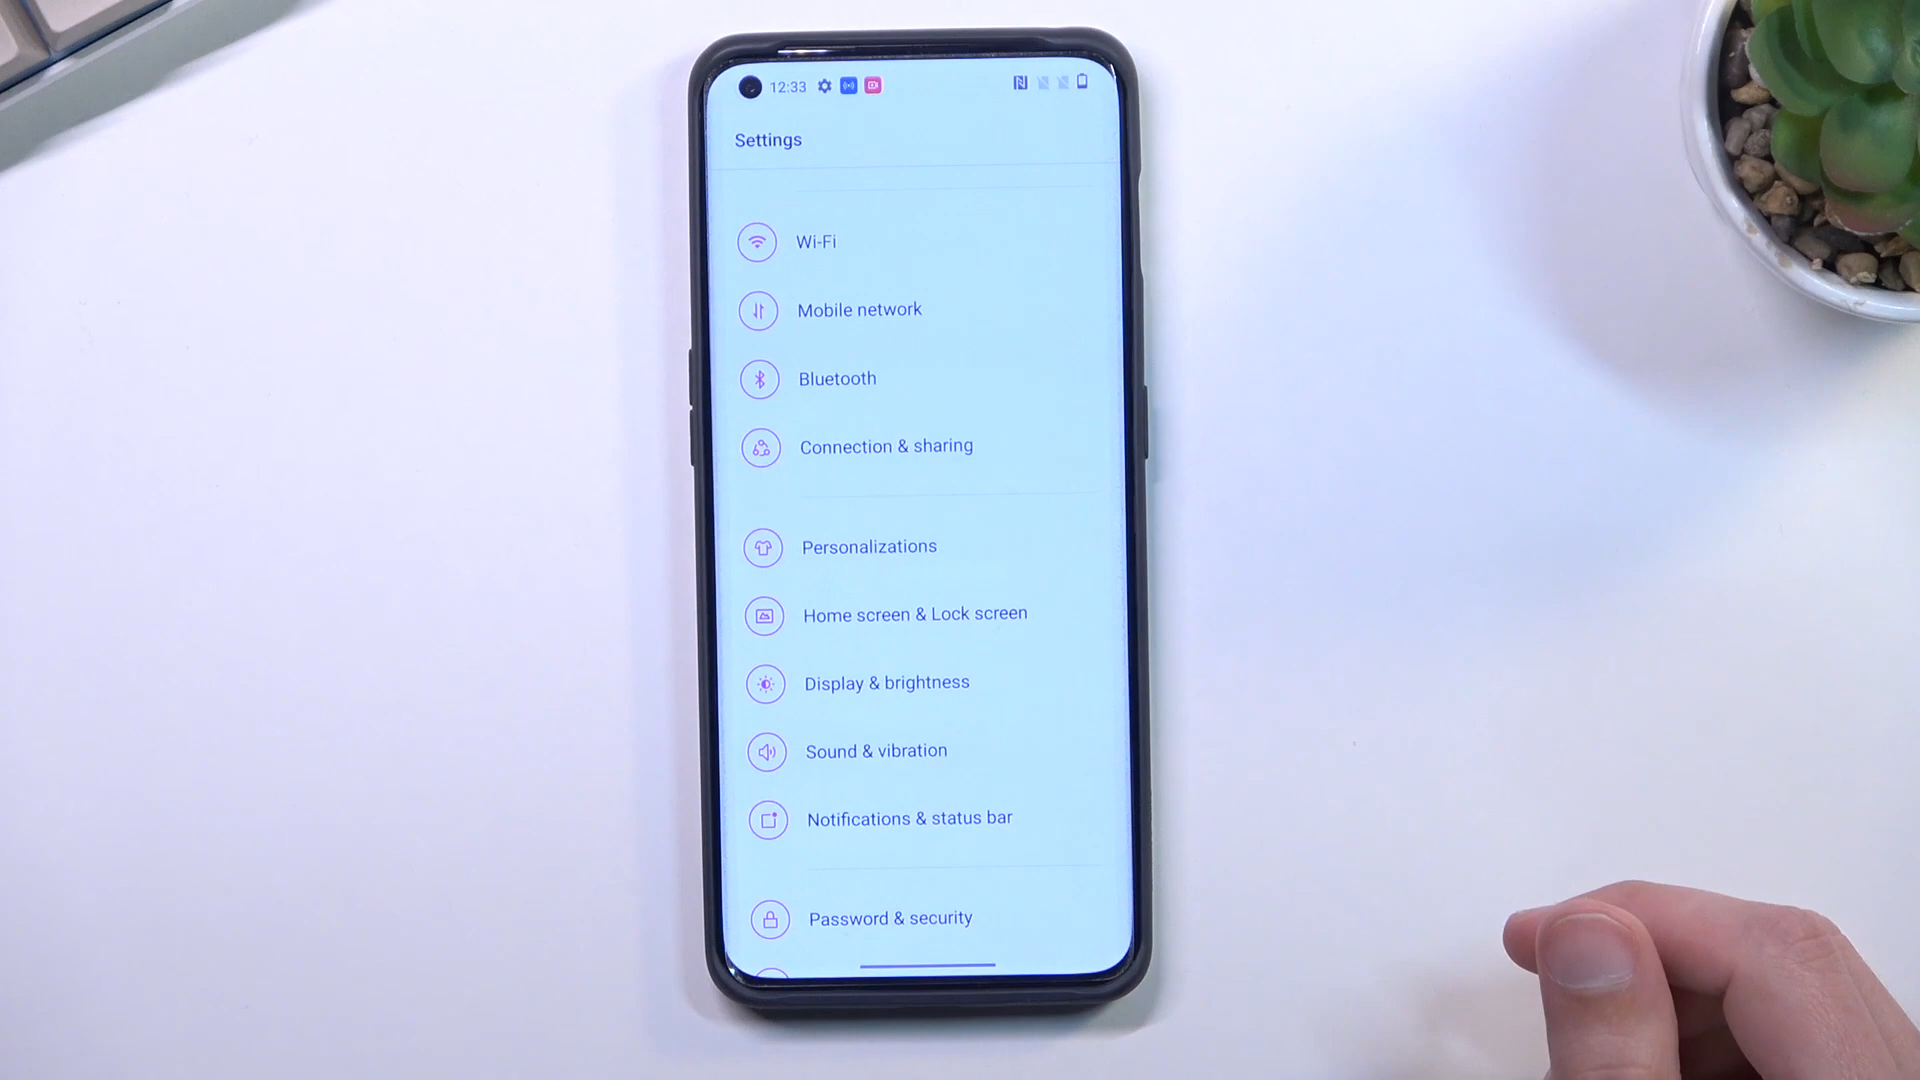 12:33
Settings
Wi-Fi
Mobile network
Bluetooth
Connection & sharing
Personalizations
Home screen & Lock screen
Display & brightness
Sound & vibration
Notifications & status bar
Password & security